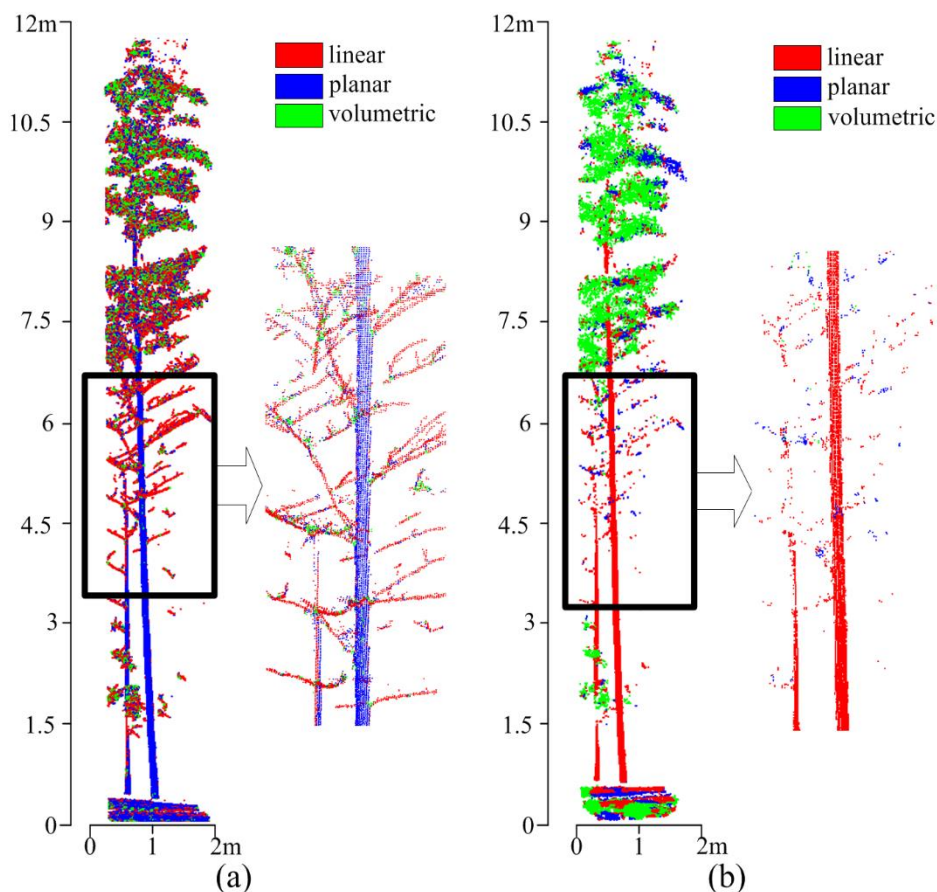 12m
10.5
9
7.5
6
4.5
3
1.5
0
0 1 2m
linear
planar
volumetric
(a)
12m
10.5
9
7.5
6
4.5
3
1.5
0
0 1 2m
linear
planar
volumetric
(b)